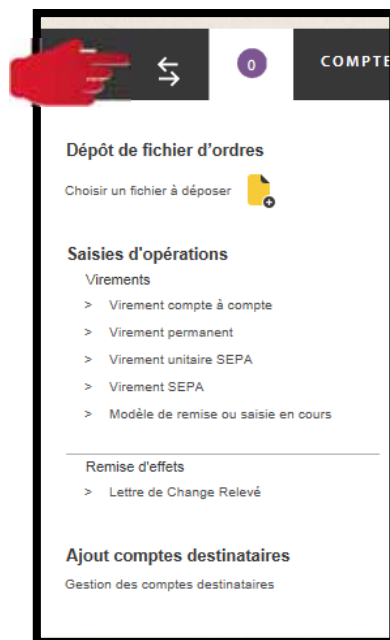 0
COMPTE
Dépôt de fichier d'ordres
Choisir un fichier à déposer
Saisies d'opérations
Virements
> Virement compte à compte
> Virement permanent
> Virement unitaire SEPA
> Virement SEPA
> Modèle de remise ou saisie en cours
Remise d'effets
> Lettre de Change Relevé
Ajout comptes destinataires
Gestion des comptes destinataires